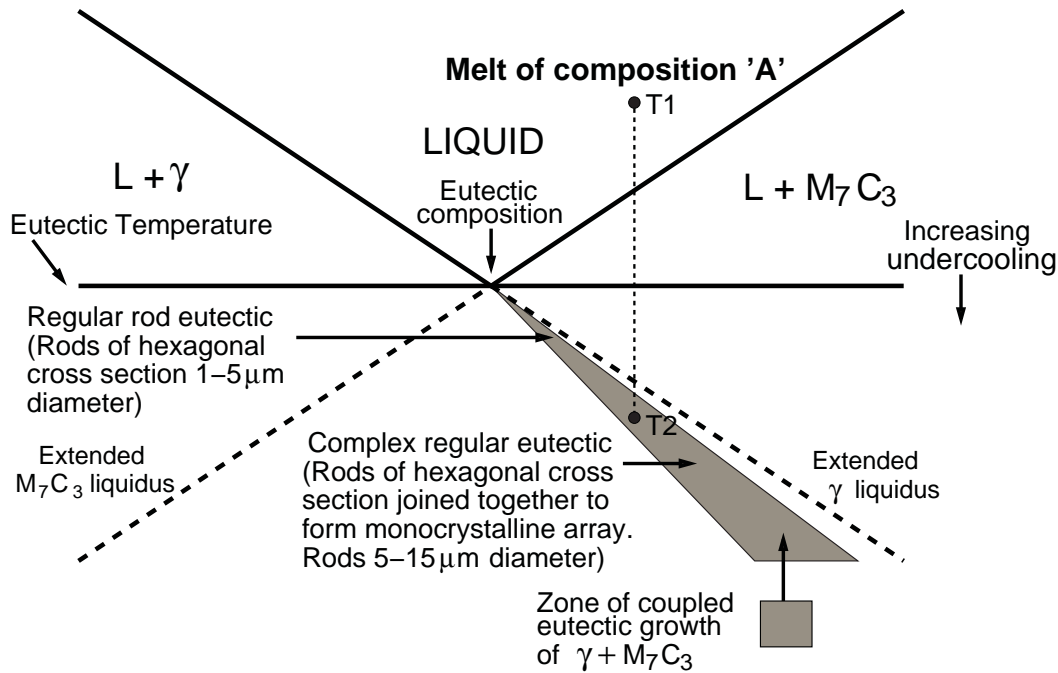 Melt of composition ’A’
T1
LIQUID
L + γ
L + M7 C3
Eutectic
composition
Eutectic Temperature
Increasing
undercooling
Regular rod eutectic
(Rods of hexagonal
cross section 1–5μm
diameter)
T2
Complex regular eutectic
(Rods of hexagonal cross
section joined together to
form monocrystalline array.
Rods 5–15μm diameter)
Extended
M7C3 liquidus
Extended
γ liquidus
Zone of coupled
eutectic growth
of γ + M7C3